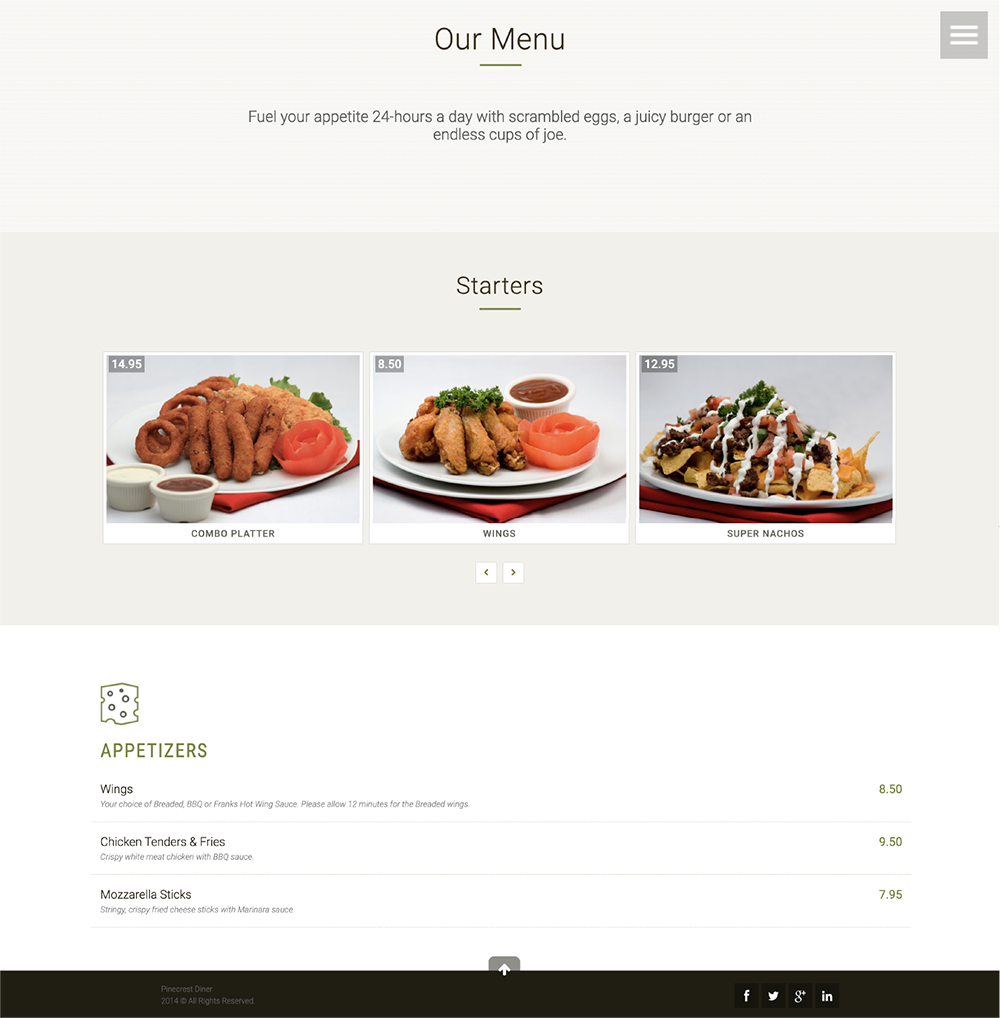 Our Menu
Fuel your appetite 24-hours a day with scrambled eggs, a juicy burger or an
endless cups of joe.
Starters
14.95
8.50
12.95
COMBO PLATTER
WINGS
SUPER NACHOS
APPETIZERS
Wings 8.50
Your choice of Breaded, BBQ or Franks Hot Wing Sauce. Please allow 12 minutes for the Breaded wings.
Chicken Tenders & Fries 9.50
Crispy white meat chicken with BBQ sauce.
Mozzarella Sticks 7.95
Stringy, crispy fried cheese sticks with Marinara sauce.
Pinecrest Diner
2014 © All Rights Reserved.